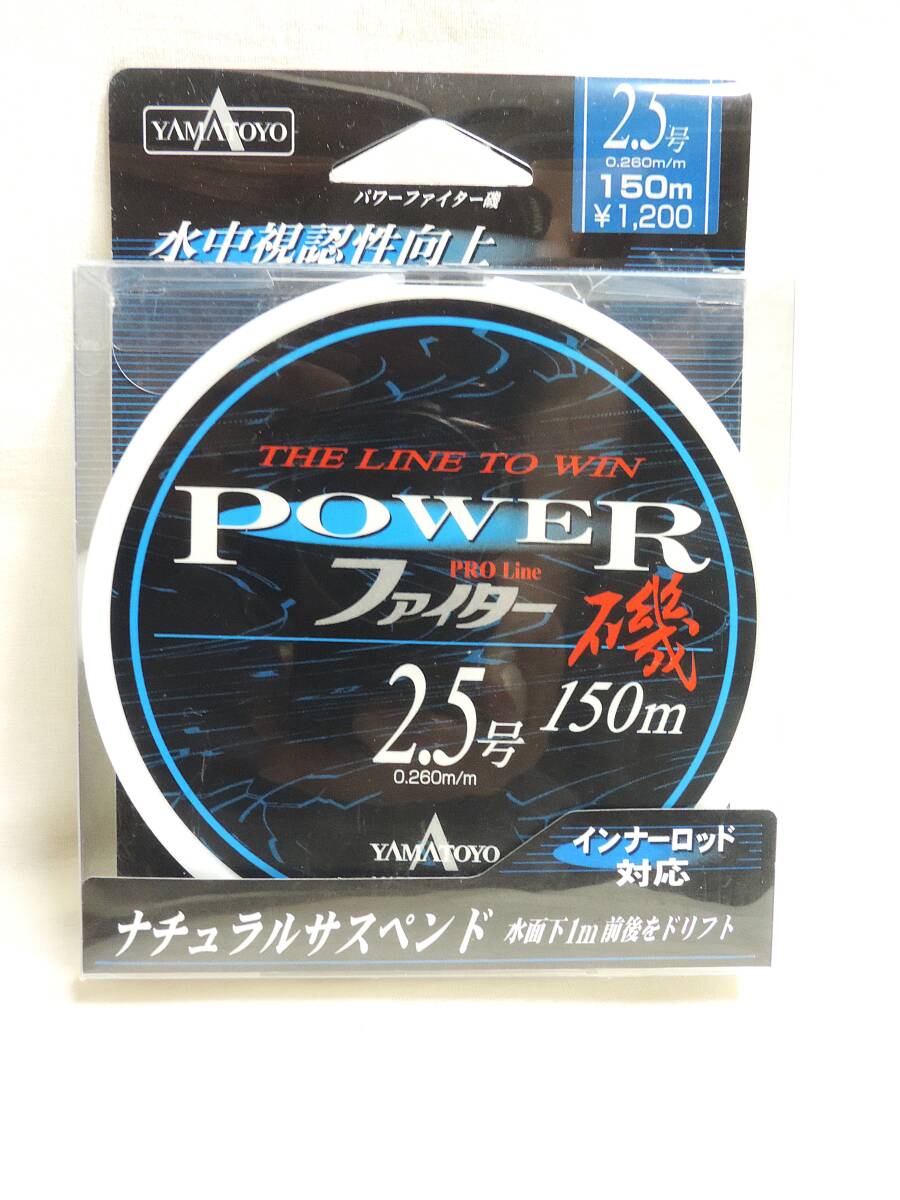 YAMATOYO
2.5号
0.260m/m
150m
¥1,200
パワーファイター磯
水中視認性向上
THE LINE TO WIN
POWER
PRO Line
ファイター
磯
2.5号 150m
0.260m/m
YAMATOYO
インナーロッド
対応
ナチュラルサスペンド 水面下1m前後をドリフト